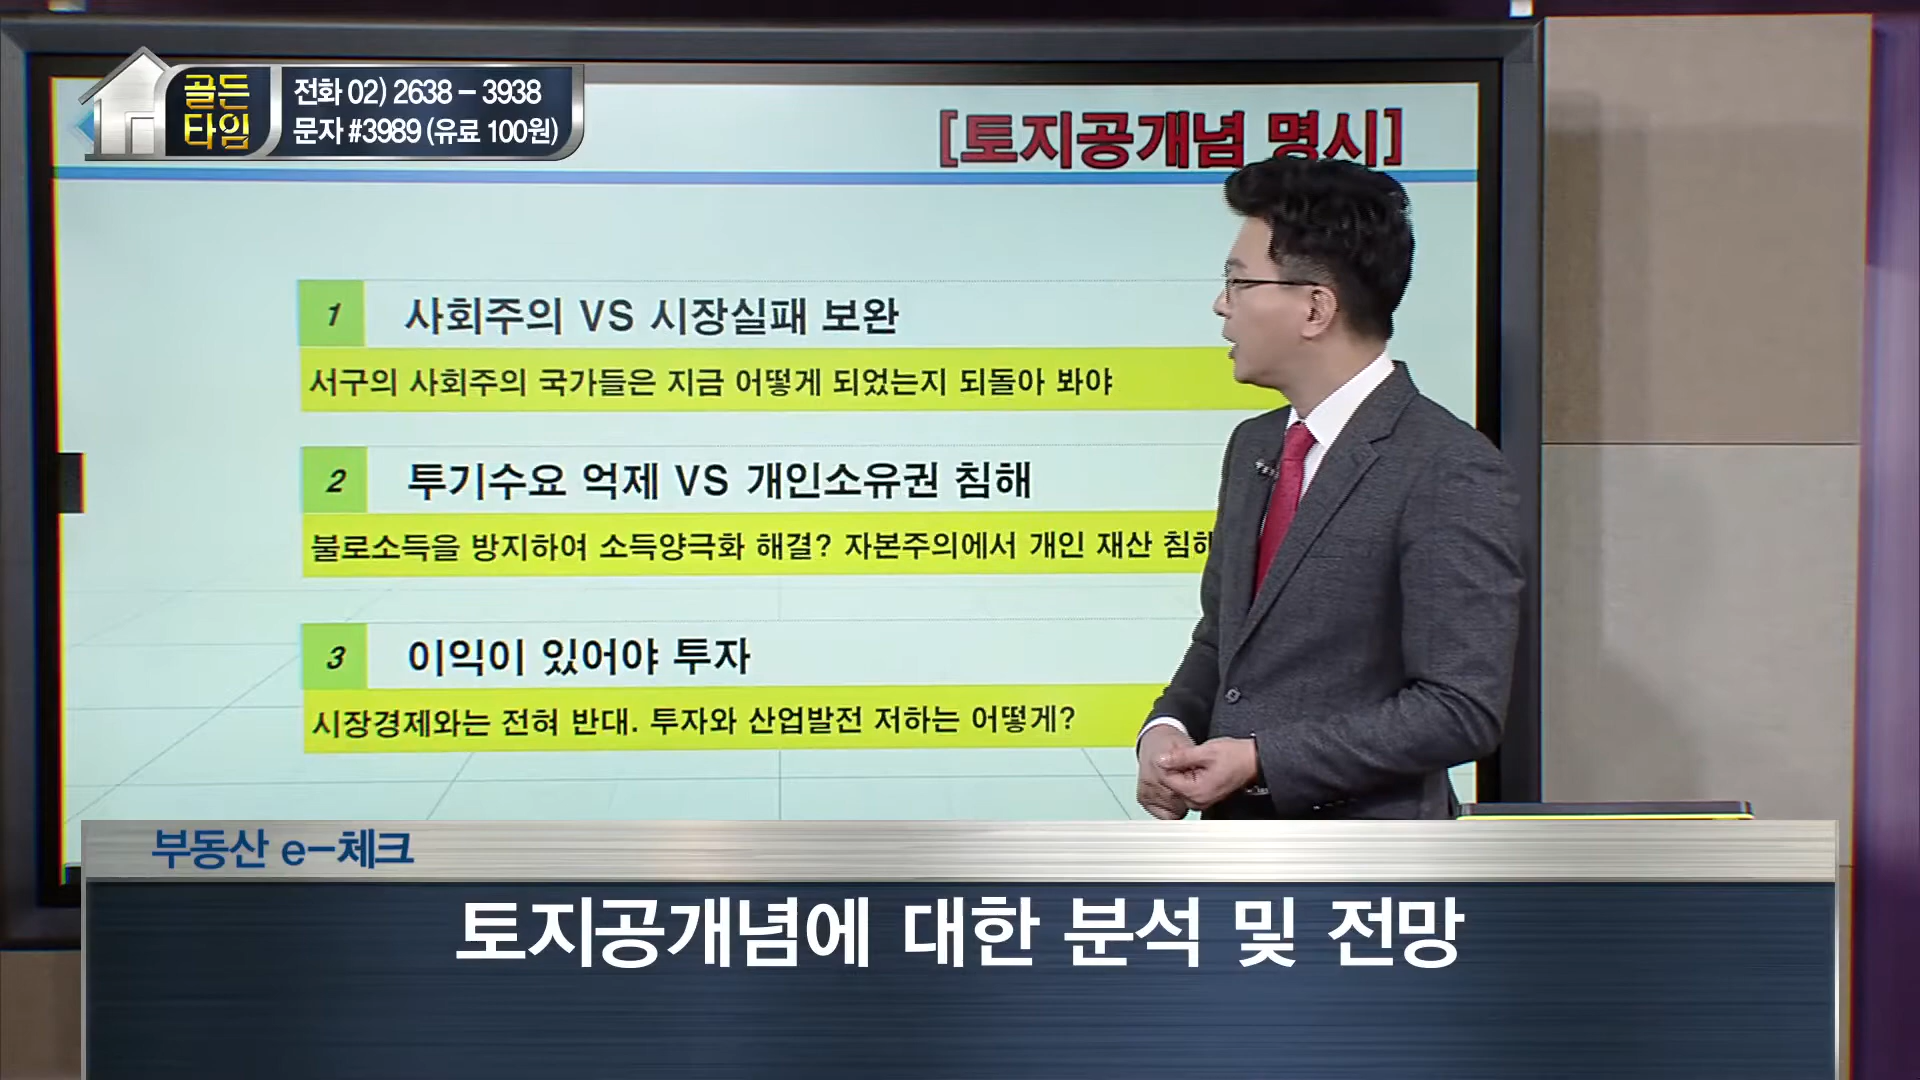 골든
타임
전화 02) 2638 - 3938
문자 #3989 (유료 100원)
[토지공개념 명시]
1 사회주의 VS 시장실패 보완
서구의 사회주의 국가들은 지금 어떻게 되었는지 되돌아 봐야
2 투기수요 억제 VS 개인소유권 침해
불로소득을 방지하여 소득양극화 해결? 자본주의에서 개인 재산 침해
3 이익이 있어야 투자
시장경제와는 전혀 반대. 투자와 산업발전 저하는 어떻게?
부동산 e-체크
토지공개념에 대한 분석 및 전망